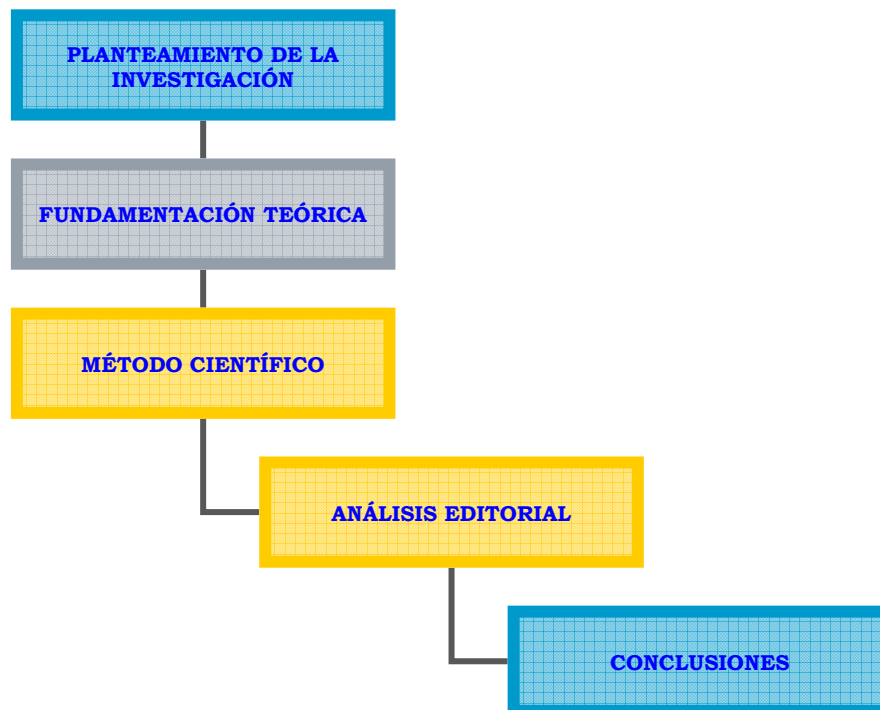 PLANTEAMIENTO DE LA
INVESTIGACIÓN
FUNDAMENTACIÓN TEÓRICA
MÉTODO CIENTÍFICO
ANÁLISIS EDITORIAL
CONCLUSIONES